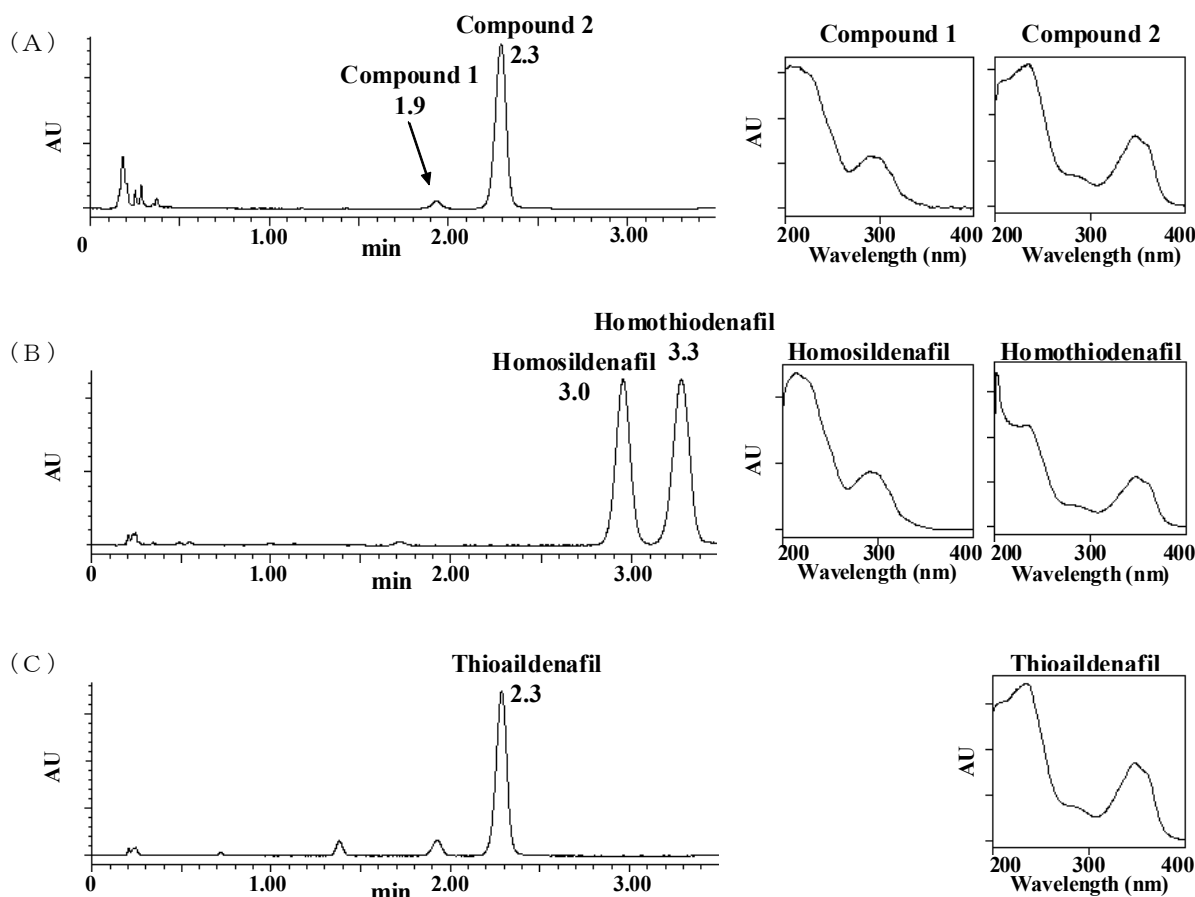 (A)
Compound 2
2.3
Compound 1
1.9
AU
0
1.00
2.00
3.00
min
Compound 1
Compound 2
AU
200
300
400
200
300
400
Wavelength (nm)
Wavelength (nm)
(B)
Homothiodenafil
3.3
Homosildenafil
3.0
AU
0
1.00
2.00
3.00
min
Homosildenafil
Homothiodenafil
AU
200
300
400
200
300
400
Wavelength (nm)
Wavelength (nm)
(C)
Thioaildenafil
2.3
AU
0
1.00
2.00
3.00
min
Thioaildenafil
AU
200
300
400
Wavelength (nm)